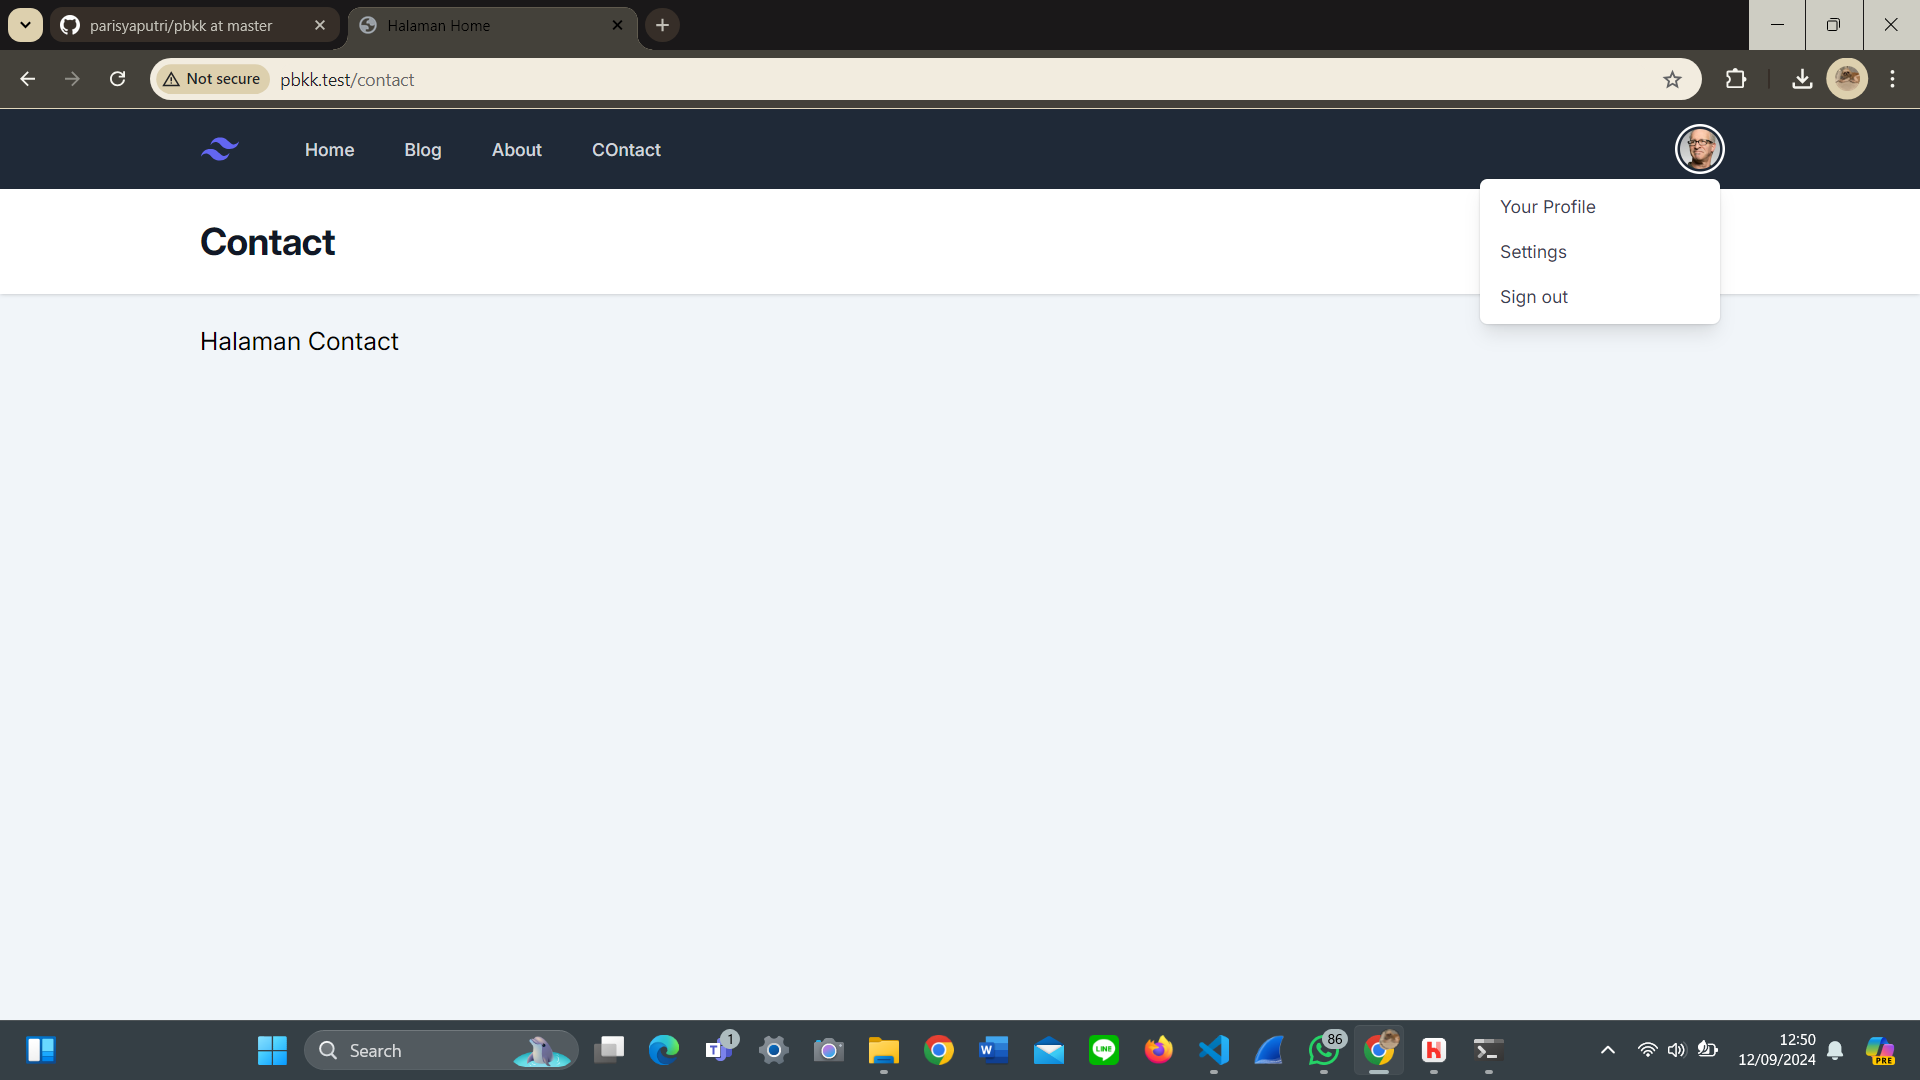 parisyaputri/pbkk at master
Halaman Home
Not secure
pbkk.test/contact
Home
Blog
About
COntact
Your Profile
Settings
Sign out
Contact
Halaman Contact
Search
1
86
12:50
12/09/2024
PRE